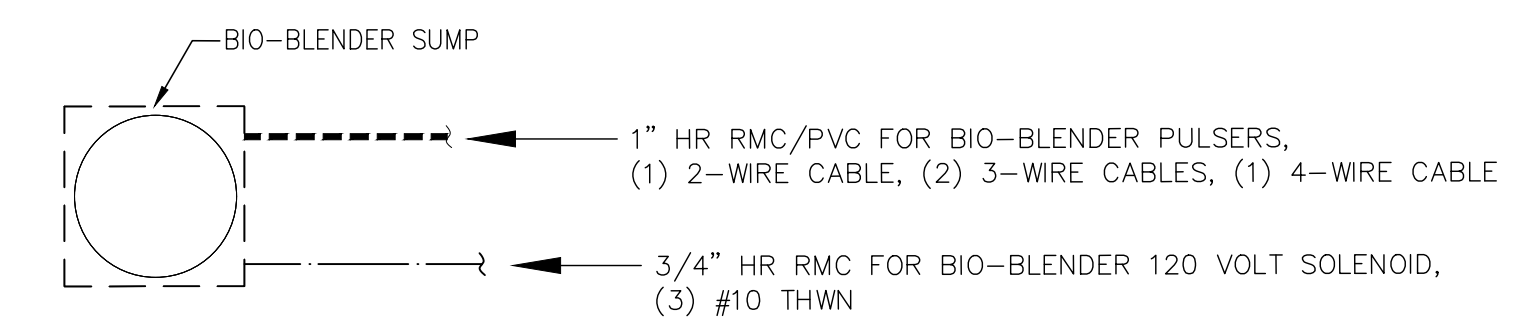 BIO-BLENDER SUMP
1" HR RMC/PVC FOR BIO-BLENDER PULSERS,
(1) 2-WIRE CABLE, (2) 3-WIRE CABLES, (1) 4-WIRE CABLE
3/4" HR RMC FOR BIO-BLENDER 120 VOLT SOLENOID,
(3) #10 THWN